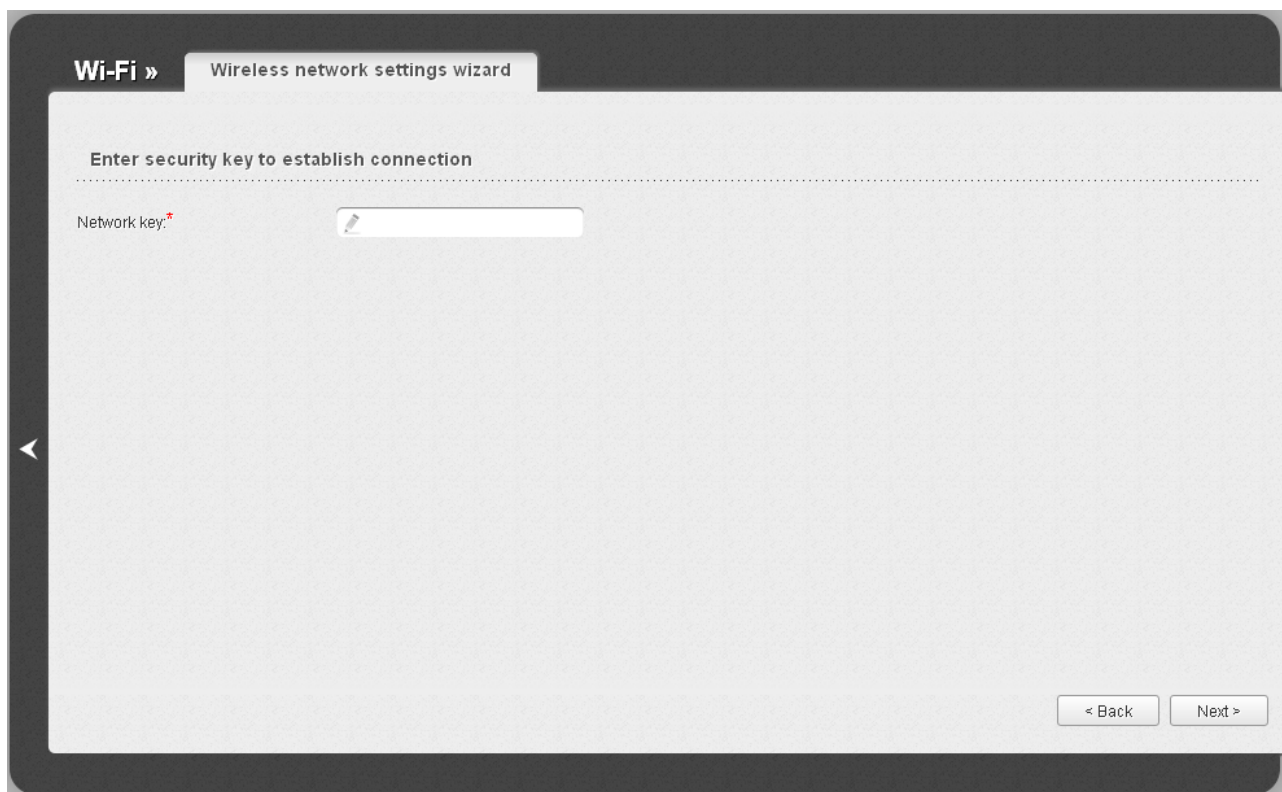 Wi-Fi » Wireless network settings wizard
Enter security key to establish connection
Network key:*
< Back Next >